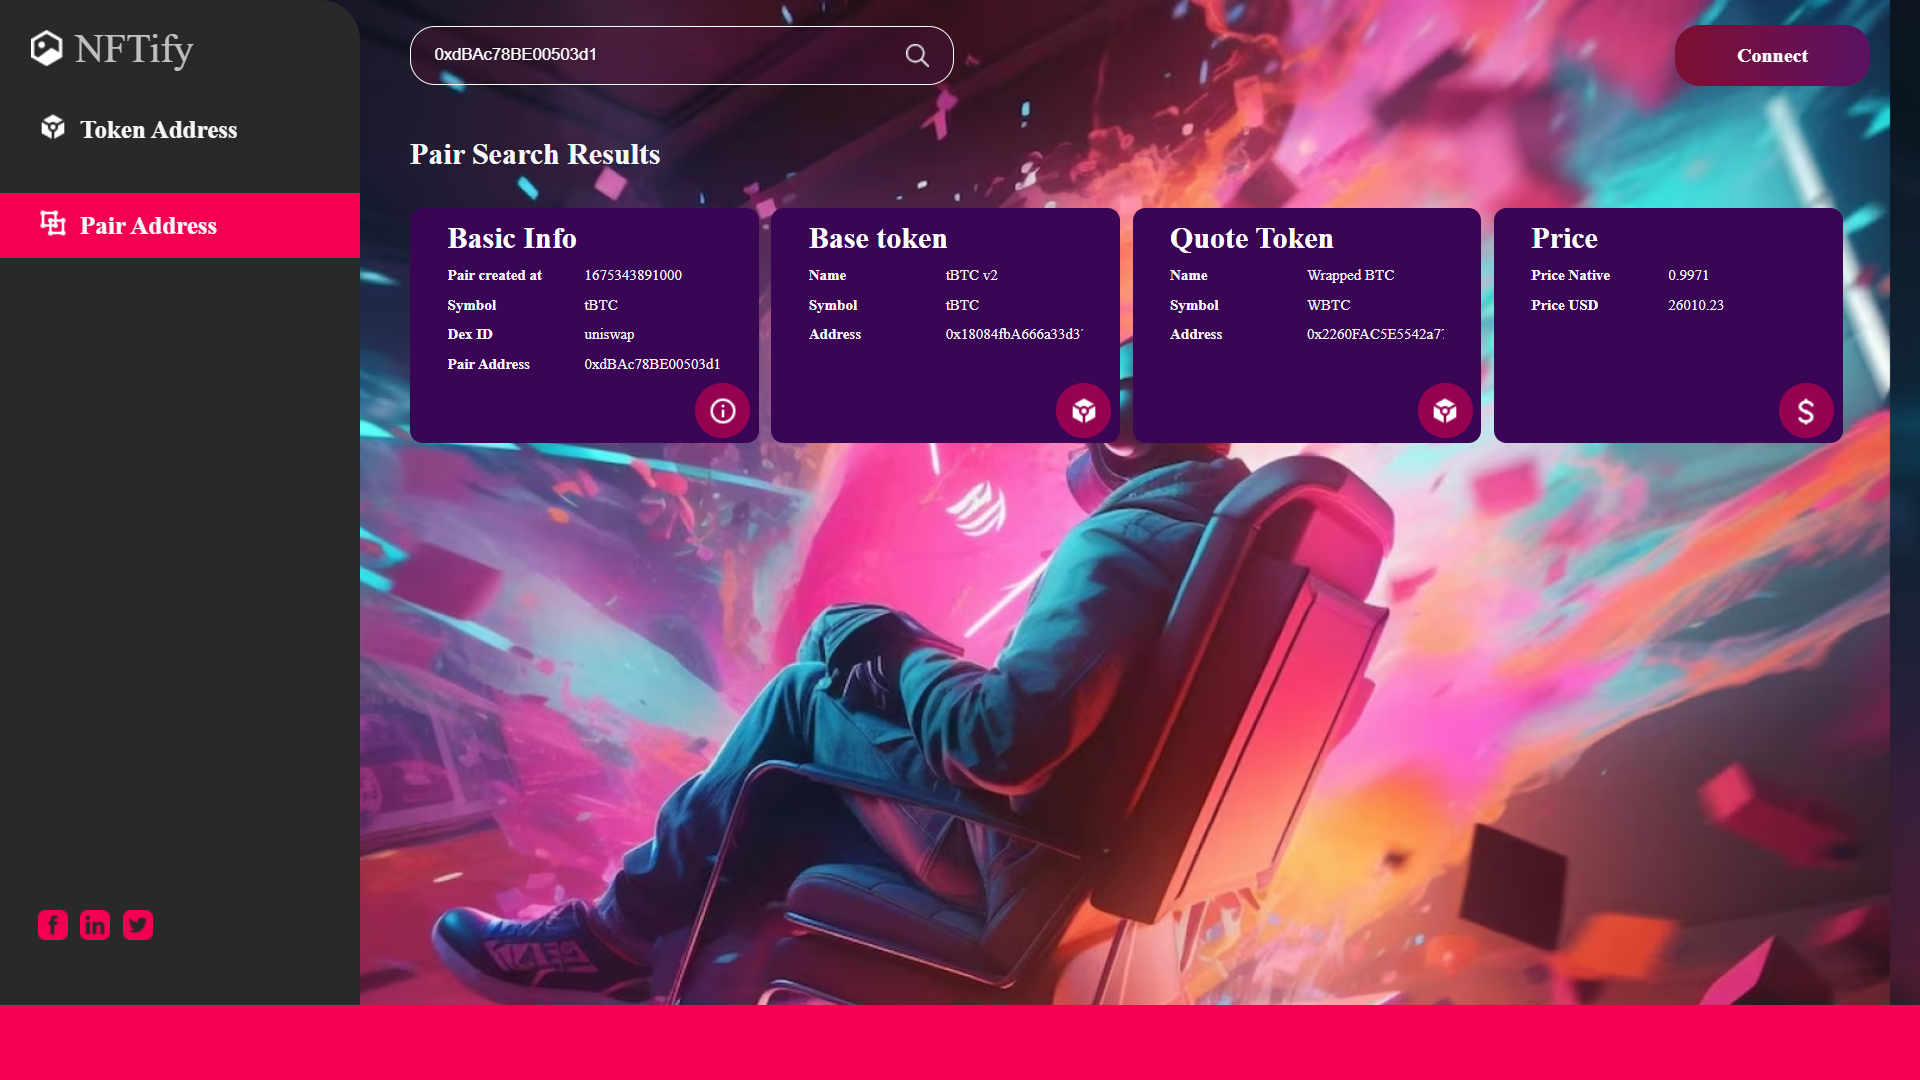 NFTify
Token Address
Pair Address
0xdBAc78BE00503d1
Connect
Pair Search Results
Basic Info
Pair created at 1675343891000
Symbol tBTC
Dex ID uniswap
Pair Address 0xdBAc78BE00503d1
Base token
Name tBTC v2
Symbol tBTC
Address 0x18084fbA666a33d3
Quote Token
Name Wrapped BTC
Symbol WBTC
Address 0x2260FAC5E5542a7
Price
Price Native 0.9971
Price USD 26010.23